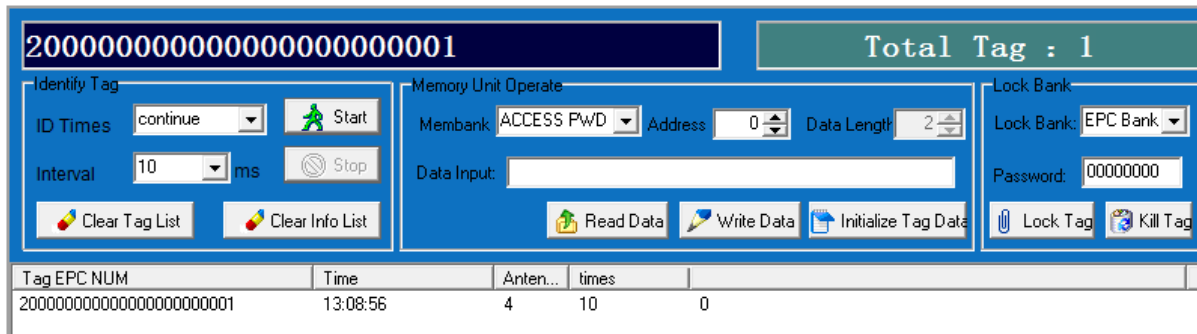 200000000000000000000001
Total Tag : 1
Identify Tag
Memory Unit Operate
Lock Bank
ID Times continue Start
Membank ACCESS PWD Address 0 Data Length 2
Lock Bank: EPC Bank
Interval 10 ms Stop
Data Input:
Password: 00000000
Clear Tag List Clear Info List
Read Data Write Data Initialize Tag Data
Lock Tag Kill Tag
Tag EPC NUM Time Anten... times
200000000000000000000001 13:08:56 4 10 0